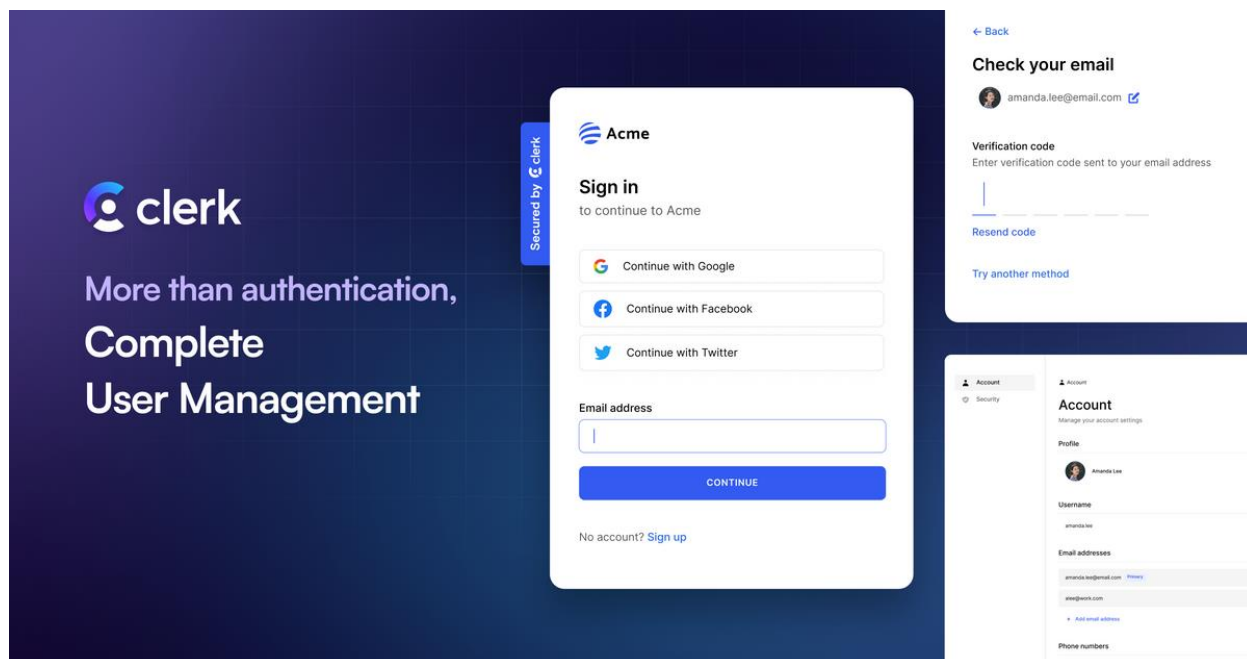 clerk
More than authentication,
Complete
User Management
Secured by clerk
Acme
Sign in
to continue to Acme
Continue with Google
Continue with Facebook
Continue with Twitter
Email address
CONTINUE
No account? Sign up
← Back
Check your email
amanda.lee@email.com
Verification code
Enter verification code sent to your email address
Resend code
Try another method
Account
Security
Account
Account
Manage your account settings
Profile
Amanda Lee
Username
amanda.lee
Email addresses
amanda.lee@email.com Primary
alee@work.com
+ Add email address
Phone numbers